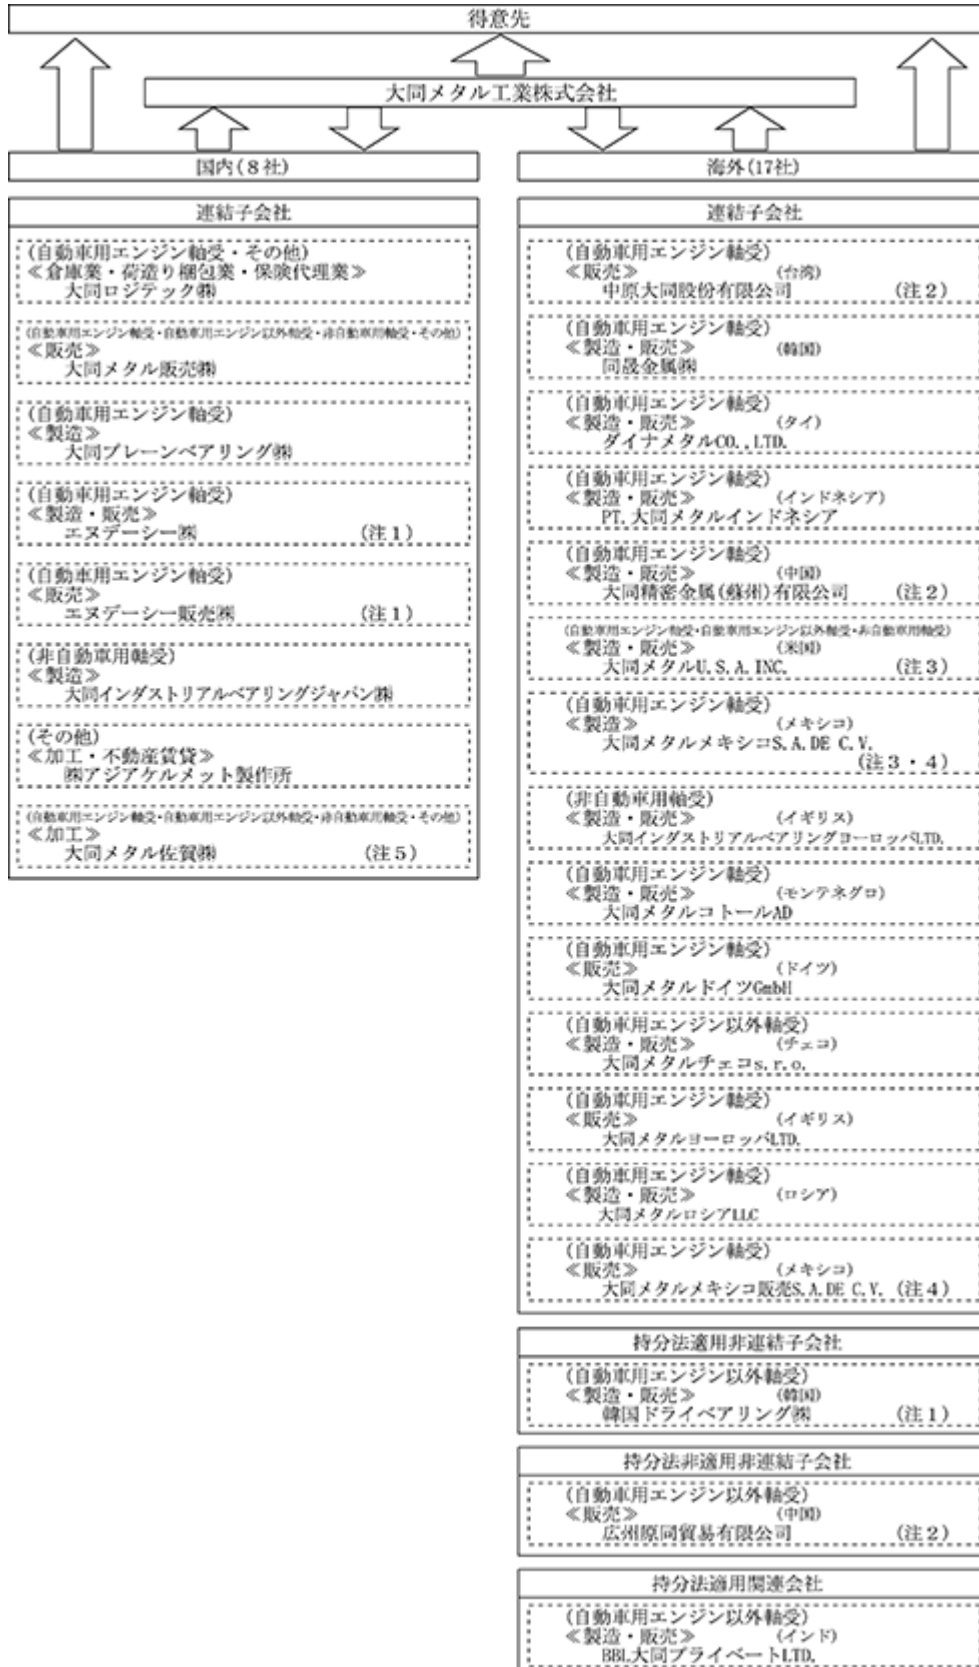 得意先
大同メタル工業株式会社
国内(8社)
連結子会社
(自動車用エンジン軸受・その他)
≪倉庫業・荷造り梱包業・保険代理業≫
大同ロジテック㈱
(自動車用エンジン軸受・自動車用エンジン以外軸受・非自動車用軸受・その他)
≪販売≫
大同メタル販売㈱
(自動車用エンジン軸受)
≪製造≫
大同プレーンベアリング㈱
(自動車用エンジン軸受)
≪製造・販売≫
エヌデーシー㈱ (注1)
(自動車用エンジン軸受)
≪販売≫
エヌデーシー販売㈱ (注1)
(非自動車用軸受)
≪製造≫
大同インダストリアルベアリングジャパン㈱
(その他)
≪加工・不動産賃貸≫
㈱アジアケルメット製作所
(自動車用エンジン軸受・自動車用エンジン以外軸受・非自動車用軸受・その他)
≪加工≫
大同メタル佐賀㈱ (注5)
海外(17社)
連結子会社
(自動車用エンジン軸受)
≪販売≫ (台湾)
中原大同股份有限公司 (注2)
(自動車用エンジン軸受)
≪製造・販売≫ (韓国)
同晟金属㈱
(自動車用エンジン軸受)
≪製造・販売≫ (タイ)
ダイナメタルCO.,LTD.
(自動車用エンジン軸受)
≪製造・販売≫ (インドネシア)
PT.大同メタルインドネシア
(自動車用エンジン軸受)
≪製造・販売≫ (中国)
大同精密金属(蘇州)有限公司 (注2)
(自動車用エンジン軸受・自動車用エンジン以外軸受・非自動車用軸受)
≪製造・販売≫ (米国)
大同メタルU.S.A.INC. (注3)
(自動車用エンジン軸受)
≪製造≫ (メキシコ)
大同メタルメキシコS.A.DE C.V.
(注3・4)
(非自動車用軸受)
≪製造・販売≫ (イギリス)
大同インダストリアルベアリングヨーロッパLTD.
(自動車用エンジン軸受)
≪製造・販売≫ (モンテネグロ)
大同メタルコトールAD
(自動車用エンジン軸受)
≪販売≫ (ドイツ)
大同メタルドイツGmbH
(自動車用エンジン以外軸受)
≪製造・販売≫ (チェコ)
大同メタルチェコs.r.o.
(自動車用エンジン軸受)
≪販売≫ (イギリス)
大同メタルヨーロッパLTD.
(自動車用エンジン軸受)
≪製造・販売≫ (ロシア)
大同メタルロシアLLC
(自動車用エンジン軸受)
≪販売≫ (メキシコ)
大同メタルメキシコ販売S.A.DE C.V. (注4)
持分法適用非連結子会社
(自動車用エンジン以外軸受)
≪製造・販売≫ (韓国)
韓国ドライベアリング㈱ (注1)
持分法非適用非連結子会社
(自動車用エンジン以外軸受)
≪販売≫ (中国)
広州原同貿易有限公司 (注2)
持分法適用関連会社
(自動車用エンジン以外軸受)
≪製造・販売≫ (インド)
BBL大同プライベートLTD.